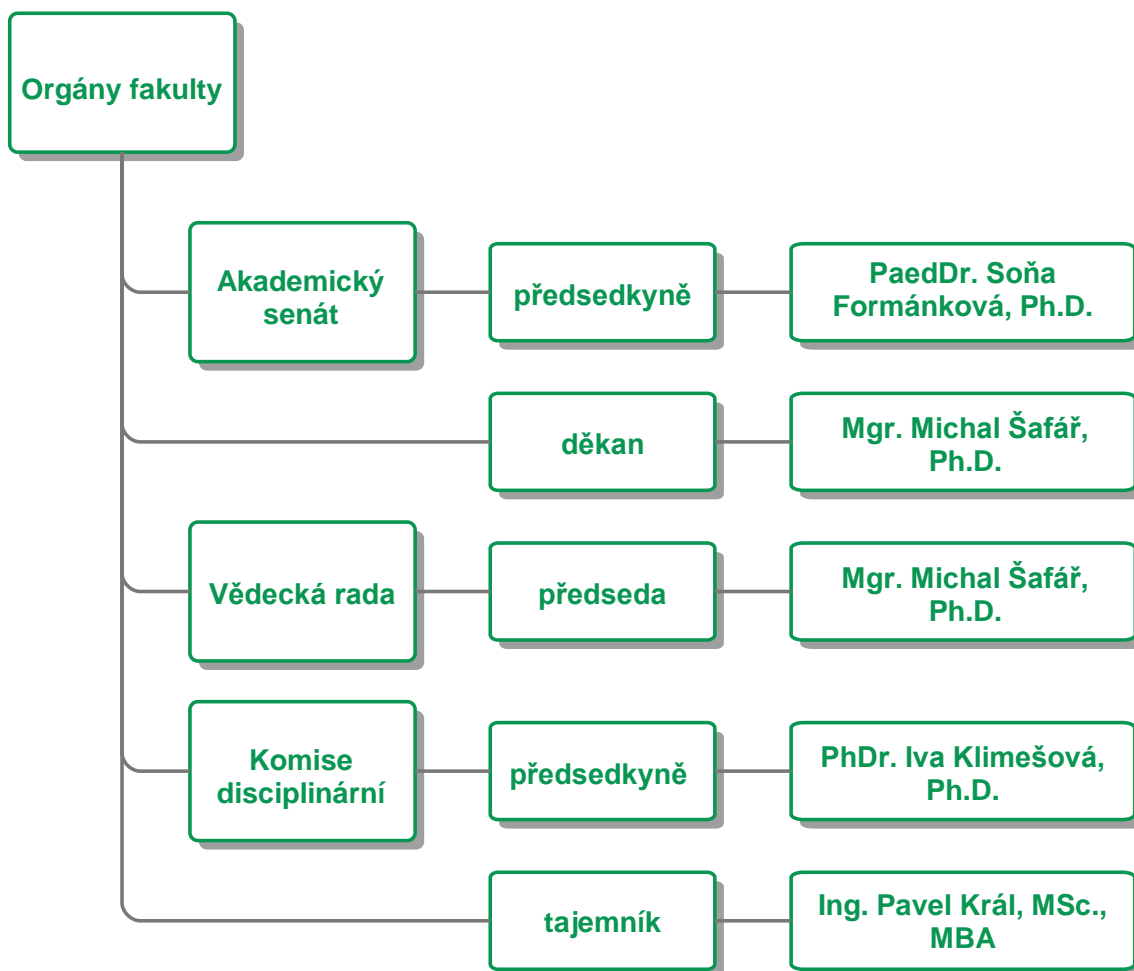 Orgány fakulty
Akademický
senát
předsedkyně
PaedDr. Soňa
Formánková, Ph.D.
děkan
Mgr. Michal Šafář,
Ph.D.
Vědecká rada
předseda
Mgr. Michal Šafář,
Ph.D.
Komise
disciplinární
předsedkyně
PhDr. Iva Klimešová,
Ph.D.
tajemník
Ing. Pavel Král, MSc.,
MBA